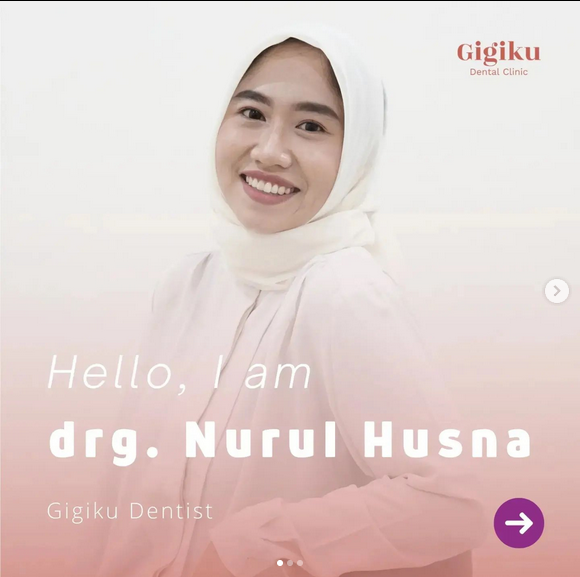 Gigiku
Dental Clinic
Hello, I am
drg. Nurul Husna
Gigiku Dentist